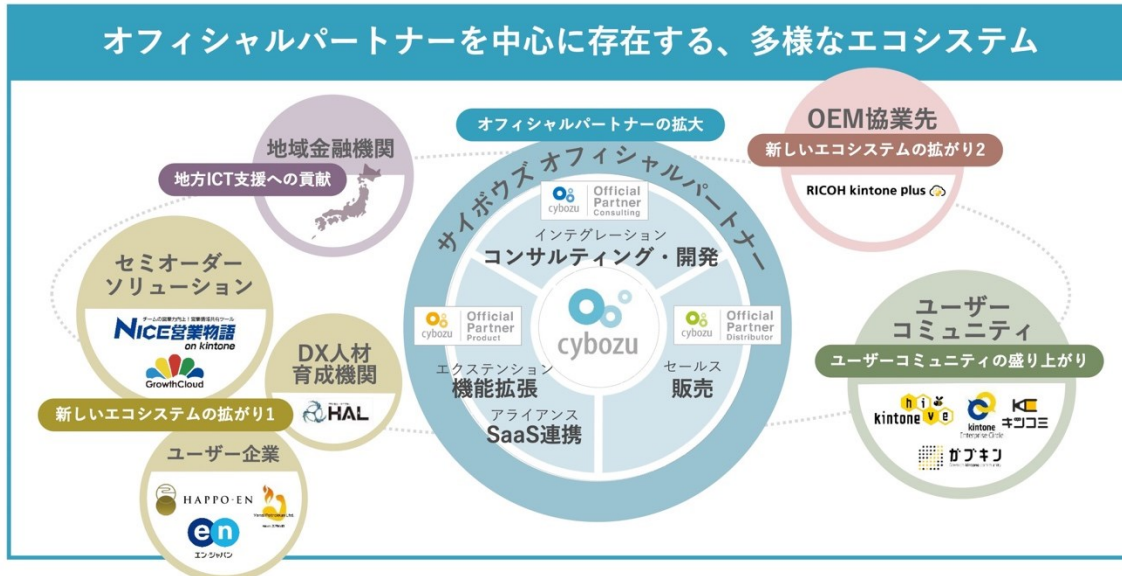 オフィシャルパートナーを中心に存在する、多様なエコシステム
地域金融機関
地方ICT支援への貢献
オフィシャルパートナーの拡大
サイボウズ オフィシャルパートナー
cybozu
Official
Partner
Consulting
インテグレーション
コンサルティング・開発
cybozu
cybozu
Official
Partner
Product
エクステンション
機能拡張
アライアンス
SaaS連携
cybozu
Official
Partner
Distributor
セールス
販売
OEM協業先
新しいエコシステムの拡がり2
RICOH kintone plus
セミオーダー
ソリューション
NICE営業物語
on kintone
GrowthCloud
DX人材
育成機関
HAL
新しいエコシステムの拡がり1
ユーザー企業
HAPPO-EN
en
エン・ジャパン
ユーザー
コミュニティ
ユーザーコミュニティの盛り上がり
kintone hive
kintone
Enterprise Circle
キンコミ
ガブキン